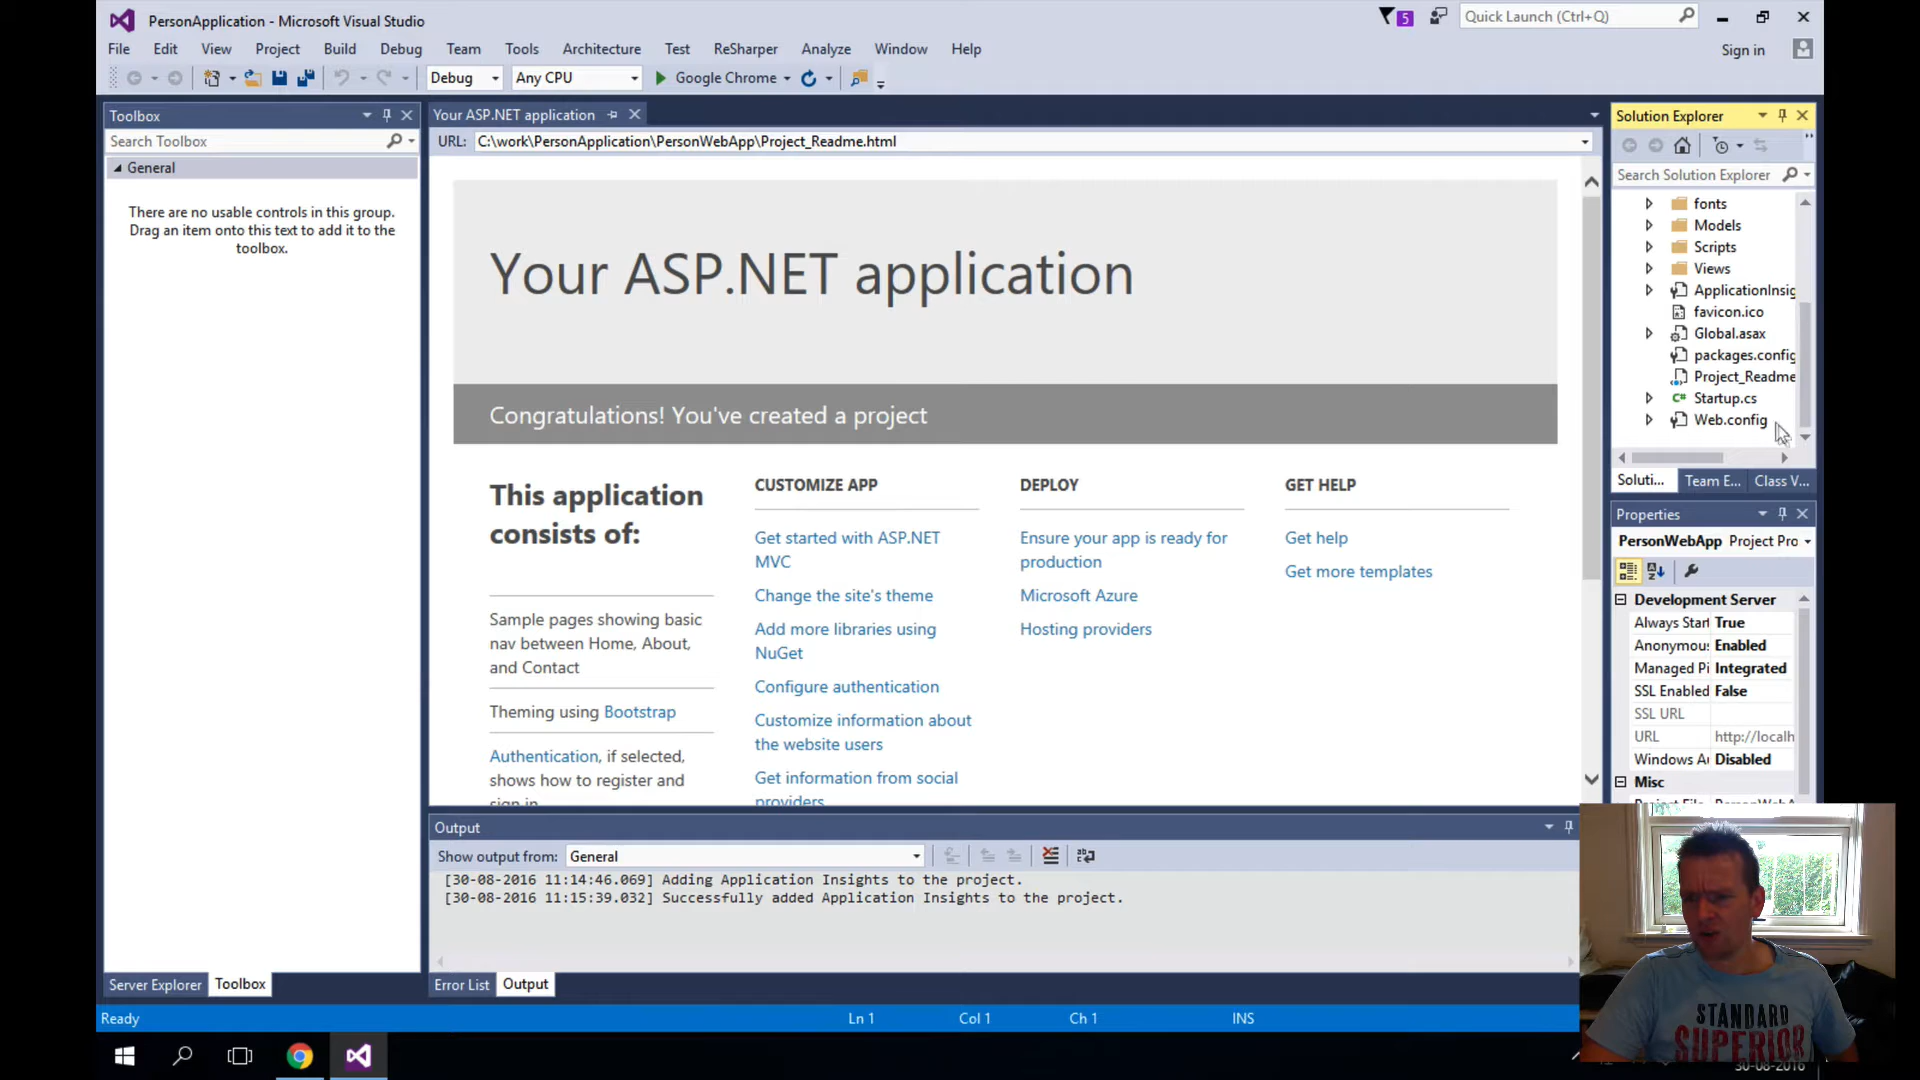 PersonApplication - Microsoft Visual Studio
5
Quick Launch (Ctrl+Q)
File Edit View Project Build Debug Team Tools Architecture Test ReSharper Analyze Window Help
Sign in
Debug Any CPU Google Chrome
Toolbox
Search Toolbox
General
There are no usable controls in this group.
Drag an item onto this text to add it to the
toolbox.
Server Explorer Toolbox
Your ASP.NET application
URL: C:\work\PersonApplication\PersonWebApp\Project_Readme.html
Your ASP.NET application
Congratulations! You've created a project
This application
consists of:
Sample pages showing basic
nav between Home, About,
and Contact
Theming using Bootstrap
Authentication, if selected,
shows how to register and
sign in
CUSTOMIZE APP
Get started with ASP.NET
MVC
Change the site's theme
Add more libraries using
NuGet
Configure authentication
Customize information about
the website users
Get information from social
providers
DEPLOY
Ensure your app is ready for
production
Microsoft Azure
Hosting providers
GET HELP
Get help
Get more templates
Output
Show output from: General
[30-08-2016 11:14:46.069] Adding Application Insights to the project.
[30-08-2016 11:15:39.032] Successfully added Application Insights to the project.
Error List Output
Solution Explorer
Search Solution Explorer
fonts
Models
Scripts
Views
ApplicationInsig
favicon.ico
Global.asax
packages.config
Project_Readme
C# Startup.cs
Web.config
Soluti... Team E... Class V...
Properties
PersonWebApp Project Pro
Development Server
Always Star True
Anonymou: Enabled
Managed Pi Integrated
SSL Enabled False
SSL URL
URL http://localh
Windows Au Disabled
Misc
Ready Ln 1 Col 1 Ch 1 INS
STANDARD
SUPERIOR
30-08-2016